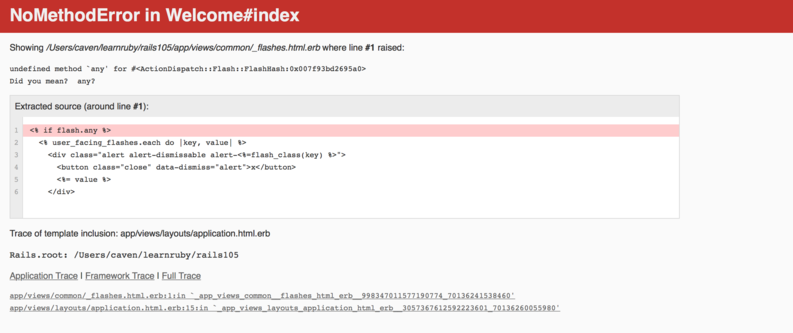 NoMethodError in Welcome#index
Showing /Users/caven/learnruby/rails105/app/views/common/_flashes.html.erb where line #1 raised:
undefined method `any' for #<ActionDispatch::Flash::FlashHash:0x007f93bd2695a0>
Did you mean?  any?
Extracted source (around line #1):
1 <% if flash.any %>
2 <% user_facing_flashes.each do |key, value| %>
3 <div class="alert alert-dismissable alert-<%=flash_class(key) %>">
4 <button class="close" data-dismiss="alert">x</button>
5 <%= value %>
6 </div>
Trace of template inclusion: app/views/layouts/application.html.erb
Rails.root: /Users/caven/learnruby/rails105
Application Trace | Framework Trace | Full Trace
app/views/common/_flashes.html.erb:1:in `_app_views_common__flashes_html_erb__998347011577190774_70136241538460'
app/views/layouts/application.html.erb:15:in `_app_views_layouts_application_html_erb__3057367612592223601_70136260055980'